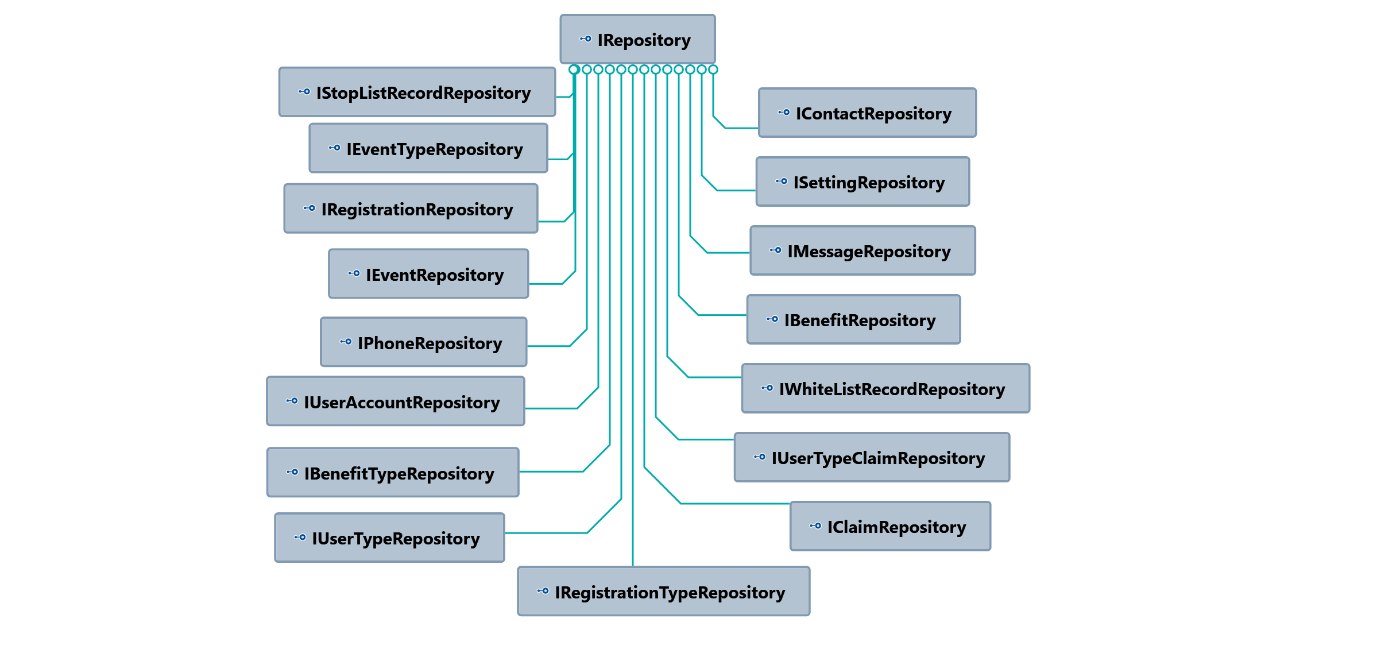 IRepository
IStopListRecordRepository
IEventTypeRepository
IRegistrationRepository
IEventRepository
IPhoneRepository
IUserAccountRepository
IBenefitTypeRepository
IUserTypeRepository
IRegistrationTypeRepository
IContactRepository
ISettingRepository
IMessageRepository
IBenefitRepository
IWhiteListRecordRepository
IUserTypeClaimRepository
IClaimRepository